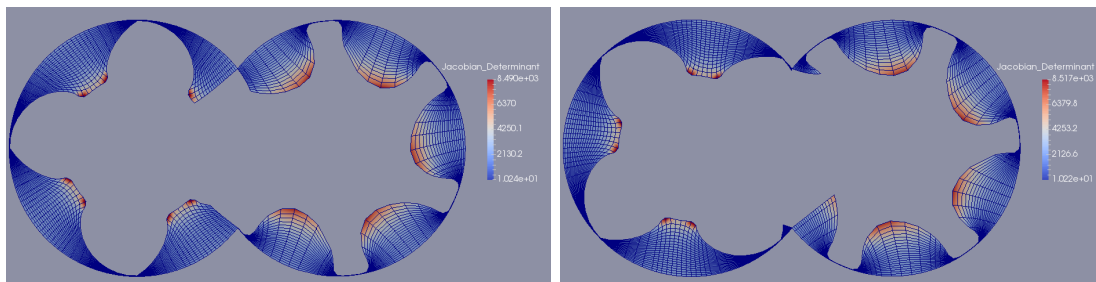 Jacobian_Determinant
8.490e+03
6370
4250.1
2130.2
1.024e+01
Jacobian_Determinant
8.517e+03
6379.8
4253.2
2126.6
1.022e+01